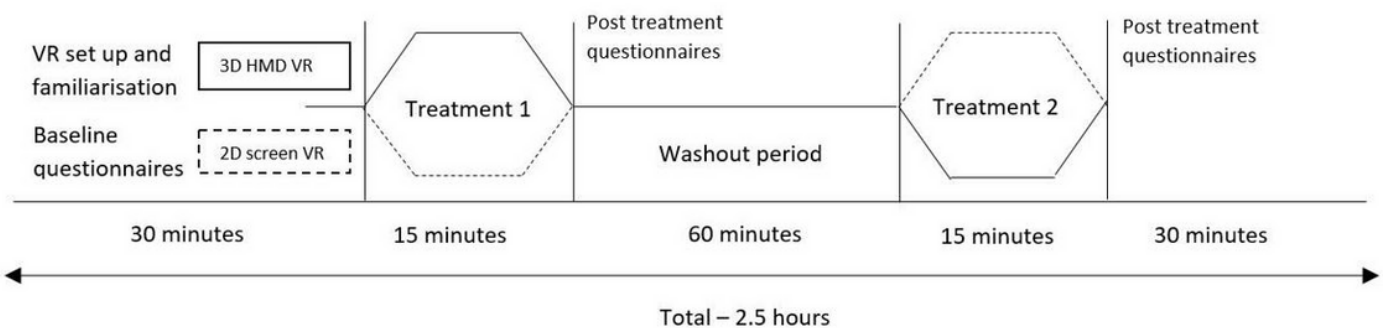 VR set up and
familiarisation
3D HMD VR
Baseline
questionnaires
2D screen VR
Treatment 1
Post treatment
questionnaires
Washout period
Treatment 2
Post treatment
questionnaires
30 minutes
15 minutes
60 minutes
15 minutes
30 minutes
Total – 2.5 hours